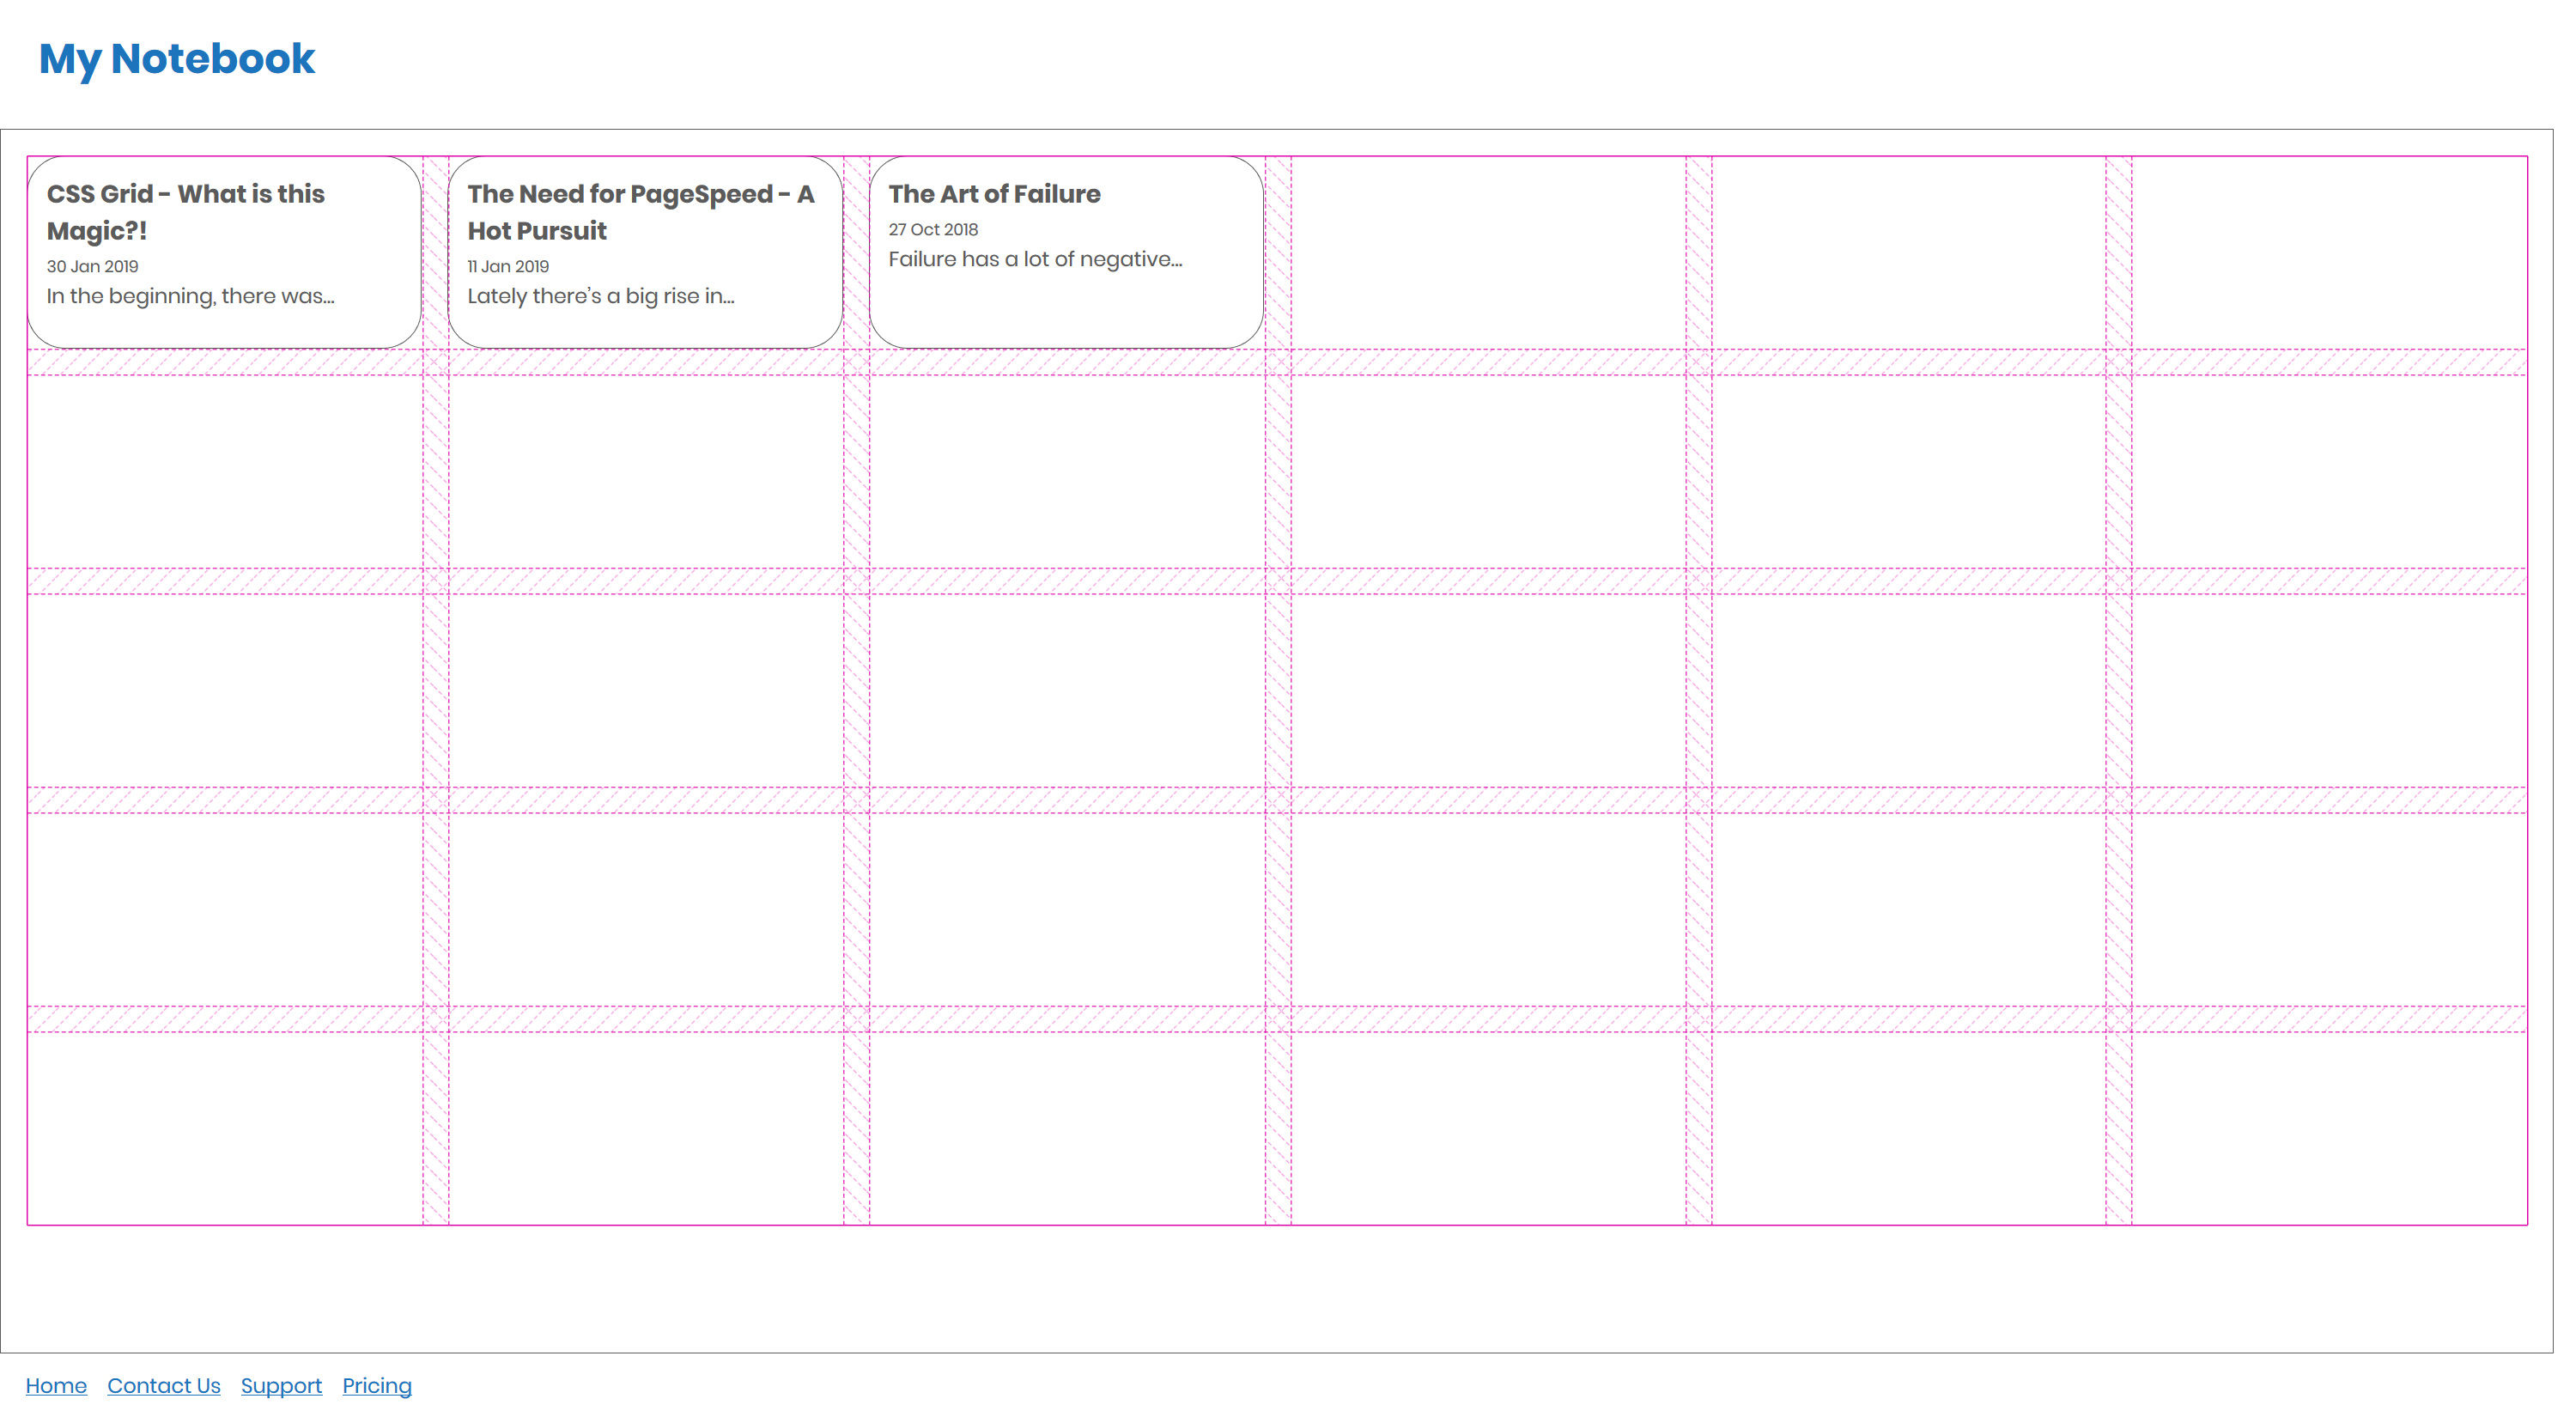 My Notebook
CSS Grid - What is this
Magic?!
30 Jan 2019
In the beginning, there was...
The Need for PageSpeed - A
Hot Pursuit
11 Jan 2019
Lately there's a big rise in...
The Art of Failure
27 Oct 2018
Failure has a lot of negative...
Home Contact Us Support Pricing